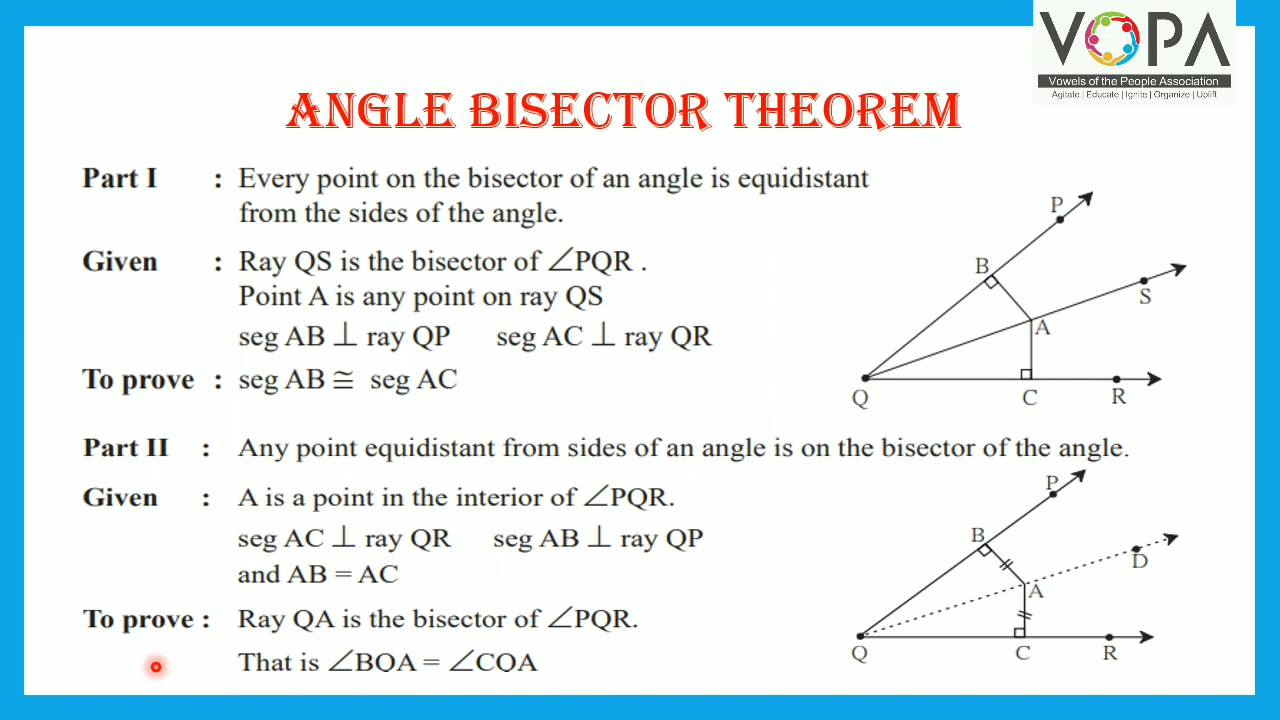 VOPA
Vowels of the People Association
Agitate | Educate | Ignite | Organize | Uplift
ANGLE BISECTOR THEOREM
Part I : Every point on the bisector of an angle is equidistant
from the sides of the angle.
Given : Ray QS is the bisector of ∠PQR .
Point A is any point on ray QS
seg AB ⊥ ray QP seg AC ⊥ ray QR
To prove : seg AB ≅ seg AC
P
B
S
A
Q
C
R
Part II : Any point equidistant from sides of an angle is on the bisector of the angle.
Given : A is a point in the interior of ∠PQR.
seg AC ⊥ ray QR seg AB ⊥ ray QP
and AB = AC
To prove : Ray QA is the bisector of ∠PQR.
That is ∠BOA = ∠COA
P
B
D
A
Q
C
R